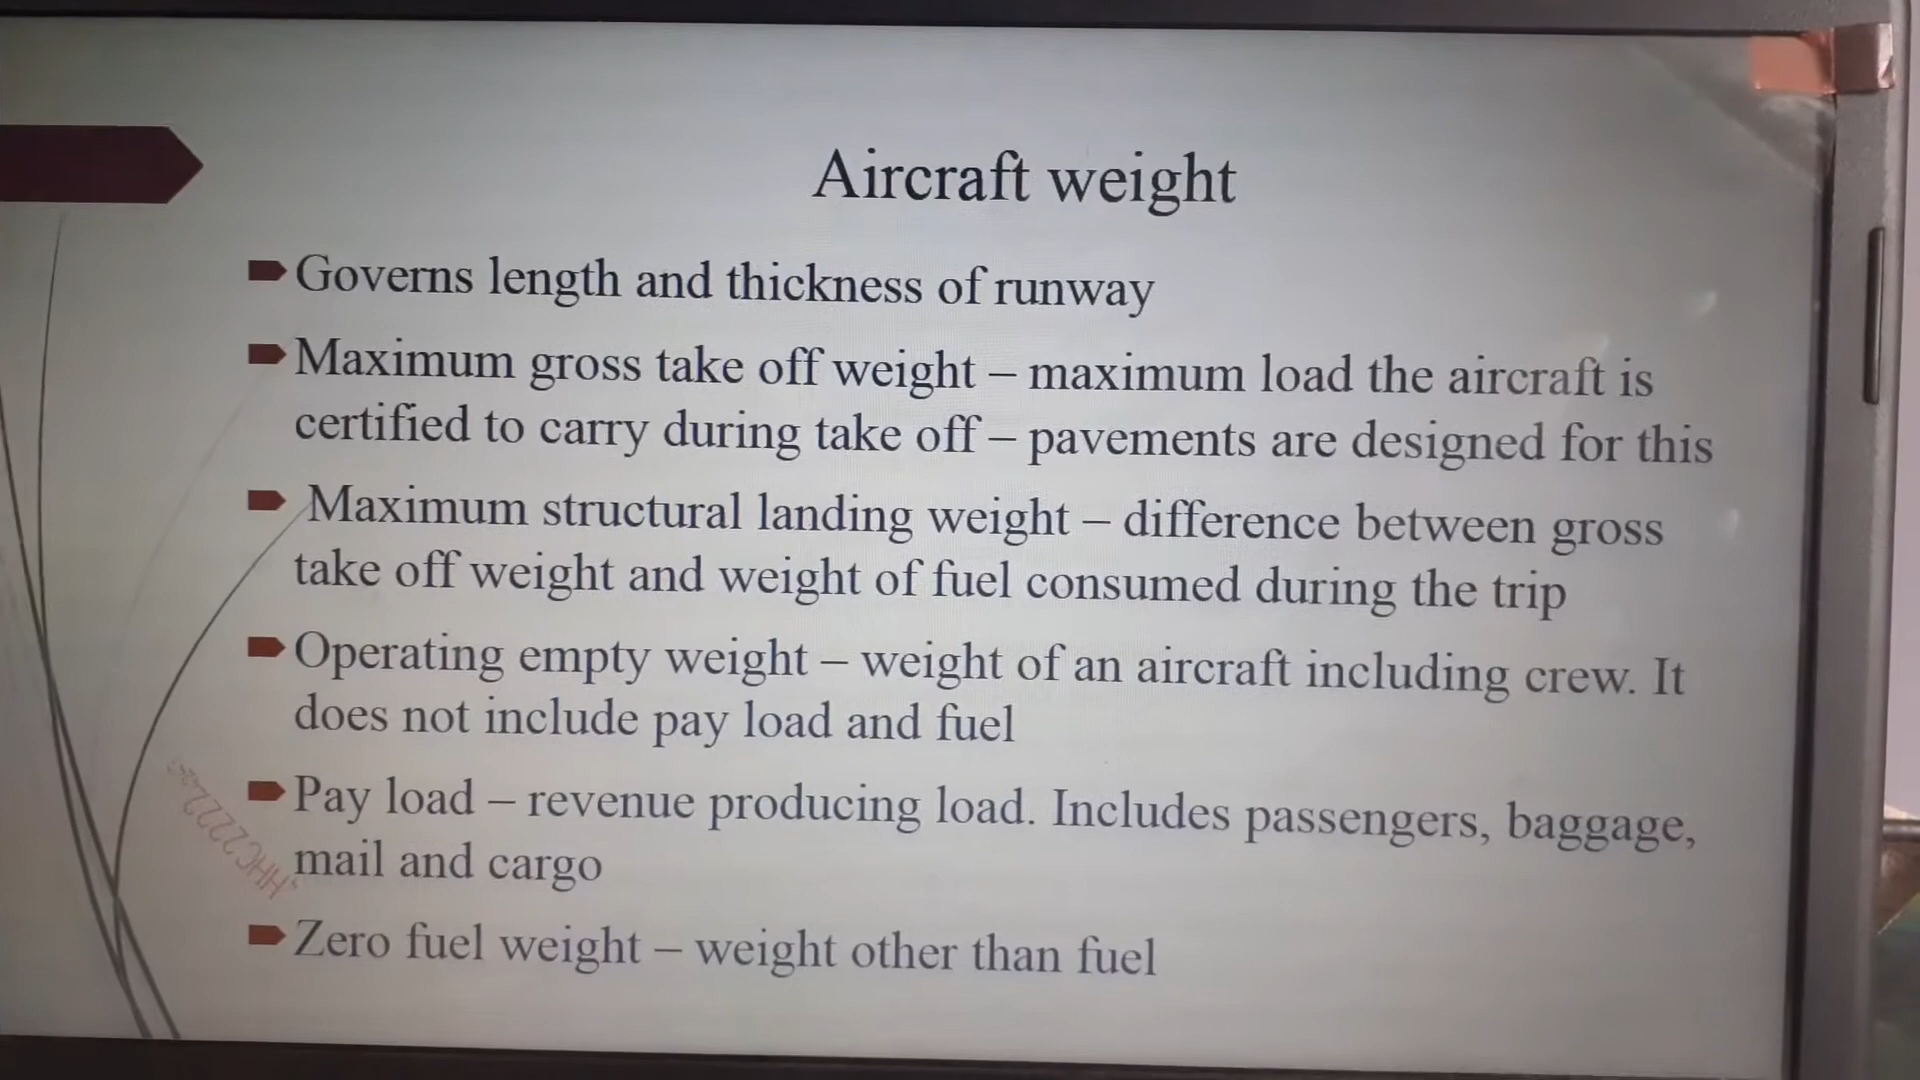 Aircraft weight
Governs length and thickness of runway
Maximum gross take off weight – maximum load the aircraft is
certified to carry during take off – pavements are designed for this
Maximum structural landing weight – difference between gross
take off weight and weight of fuel consumed during the trip
Operating empty weight – weight of an aircraft including crew. It
does not include pay load and fuel
Pay load – revenue producing load. Includes passengers, baggage,
mail and cargo
Zero fuel weight – weight other than fuel